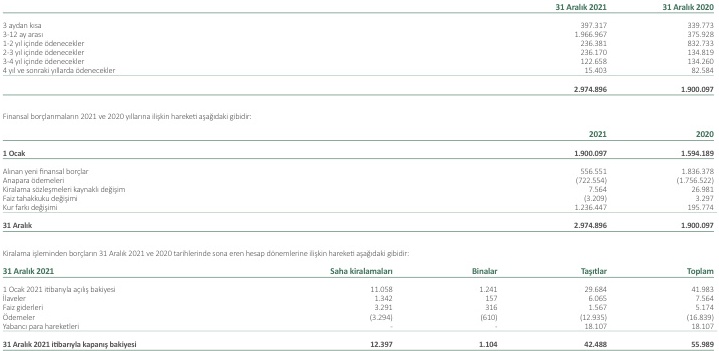 31 Aralık 2021 31 Aralık 2020
3 aydan kısa 397.317 339.773
3-12 ay arası 1.966.967 375.928
1-2 yıl içinde ödenecekler 236.381 832.733
2-3 yıl içinde ödenecekler 236.170 134.819
3-4 yıl içinde ödenecekler 122.658 134.260
4 yıl ve sonraki yıllarda ödenecekler 15.403 82.584
2.974.896 1.900.097
Finansal borçlanmaların 2021 ve 2020 yıllarına ilişkin hareketi aşağıdaki gibidir:
2021 2020
1 Ocak 1.900.097 1.594.189
Alınan yeni finansal borçlar 556.551 1.836.378
Anapara ödemeleri (722.554) (1.756.522)
Kiralama sözleşmeleri kaynaklı değişim 7.564 26.981
Faiz tahakkuku değişimi (3.209) 3.297
Kur farkı değişimi 1.236.447 195.774
31 Aralık 2.974.896 1.900.097
Kiralama işleminden borçların 31 Aralık 2021 ve 2020 tarihlerinde sona eren hesap dönemlerine ilişkin hareketi aşağıdaki gibidir:
31 Aralık 2021 Saha kiralamaları Binalar Taşıtlar Toplam
1 Ocak 2021 itibarıyla açılış bakiyesi 11.058 1.241 29.684 41.983
İlaveler 1.342 157 6.065 7.564
Faiz giderleri 3.291 316 1.567 5.174
Ödemeler (3.294) (610) (12.935) (16.839)
Yabancı para hareketleri - - 18.107 18.107
31 Aralık 2021 itibarıyla kapanış bakiyesi 12.397 1.104 42.488 55.989